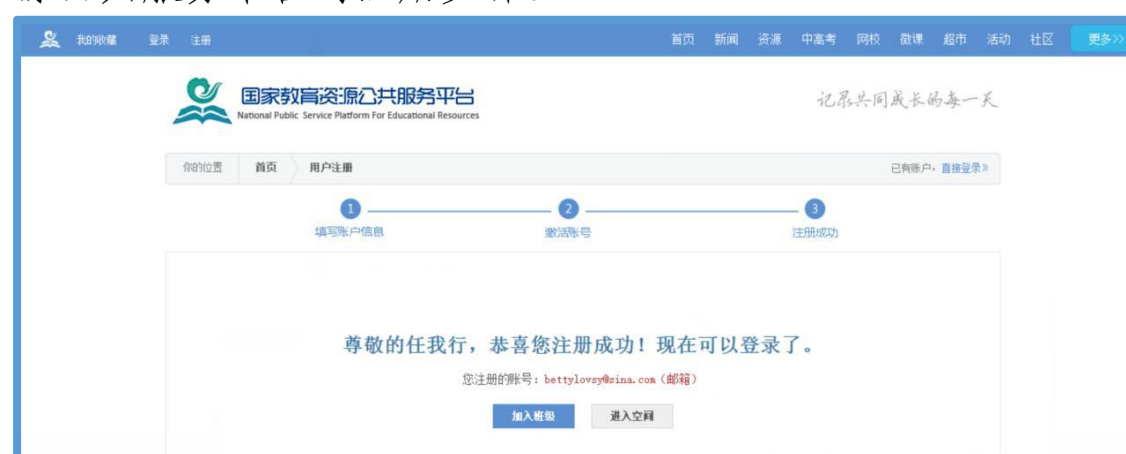 我的收藏 登录 注册 首页 新闻 资源 中高考 网校 微课 超市 活动 社区 更多>>
国家教育资源公共服务平台
National Public Service Platform For Educational Resources
记录共同成长的每一天
你的位置 首页 用户注册 已有账户,直接登录》
1 2 3
填写账户信息 激活账号 注册成功
尊敬的任我行,恭喜您注册成功!现在可以登录了。
您注册的账号:bettylovsy@sina.com(邮箱)
加入班级 进入空间